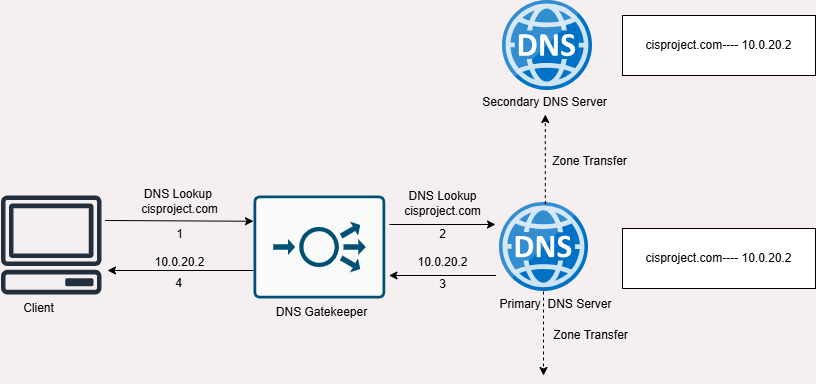 DNS
cisproject.com---- 10.0.20.2
Secondary DNS Server
Zone Transfer
DNS Lookup
cisproject.com
1
DNS Lookup
cisproject.com
2
DNS
cisproject.com---- 10.0.20.2
10.0.20.2
4
10.0.20.2
3
Client
DNS Gatekeeper
Primary DNS Server
Zone Transfer